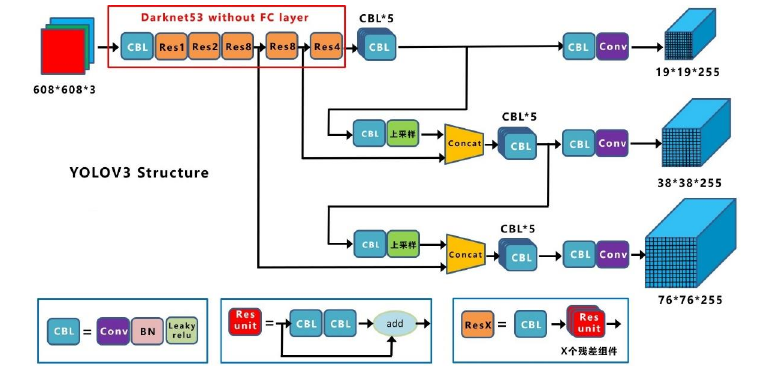 Darknet53 without FC layer
CBL*5
CBL Res1 Res2 Res8 Res8 Res4 CBL CBL Conv
608*608*3
19*19*255
CBL*5
CBL 上采样 Concat CBL CBL Conv
38*38*255
YOLOV3 Structure
CBL*5
CBL 上采样 Concat CBL CBL Conv
76*76*255
CBL = Conv BN Leaky relu
Res unit = CBL CBL add
ResX = CBL Res unit
X个残差组件